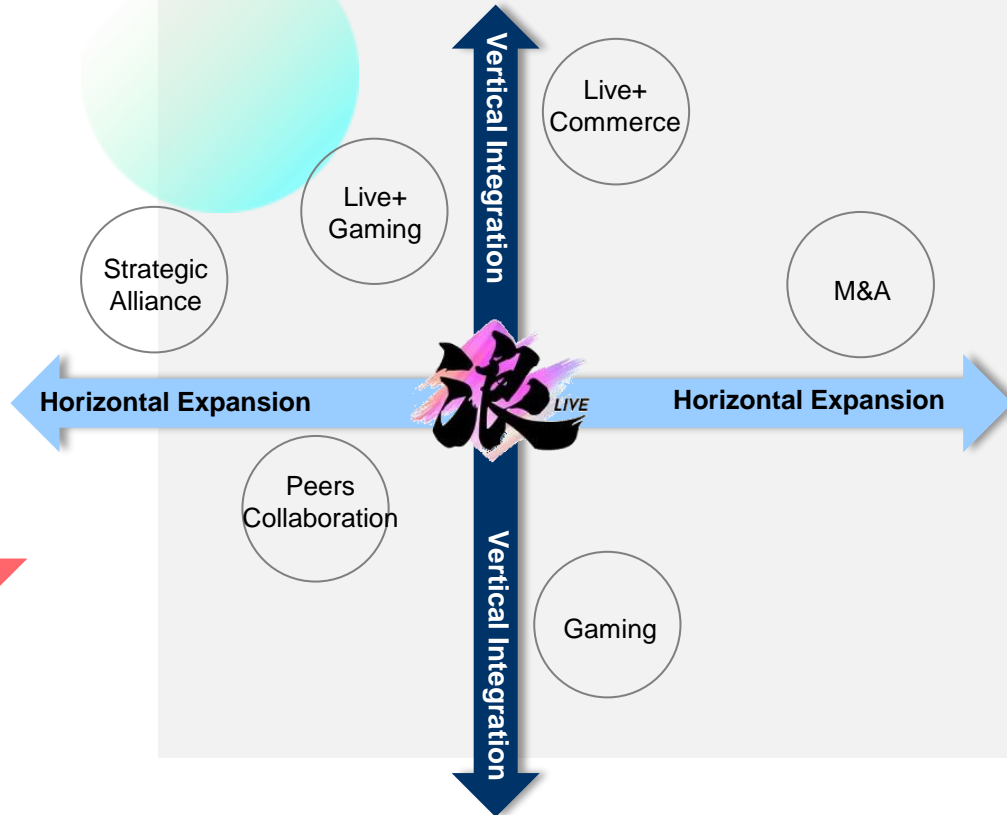 Vertical Integration
Live+
Commerce
Live+
Gaming
Strategic
Alliance
M&A
Horizontal Expansion
浪 LIVE
Horizontal Expansion
Peers
Collaboration
Vertical Integration
Gaming